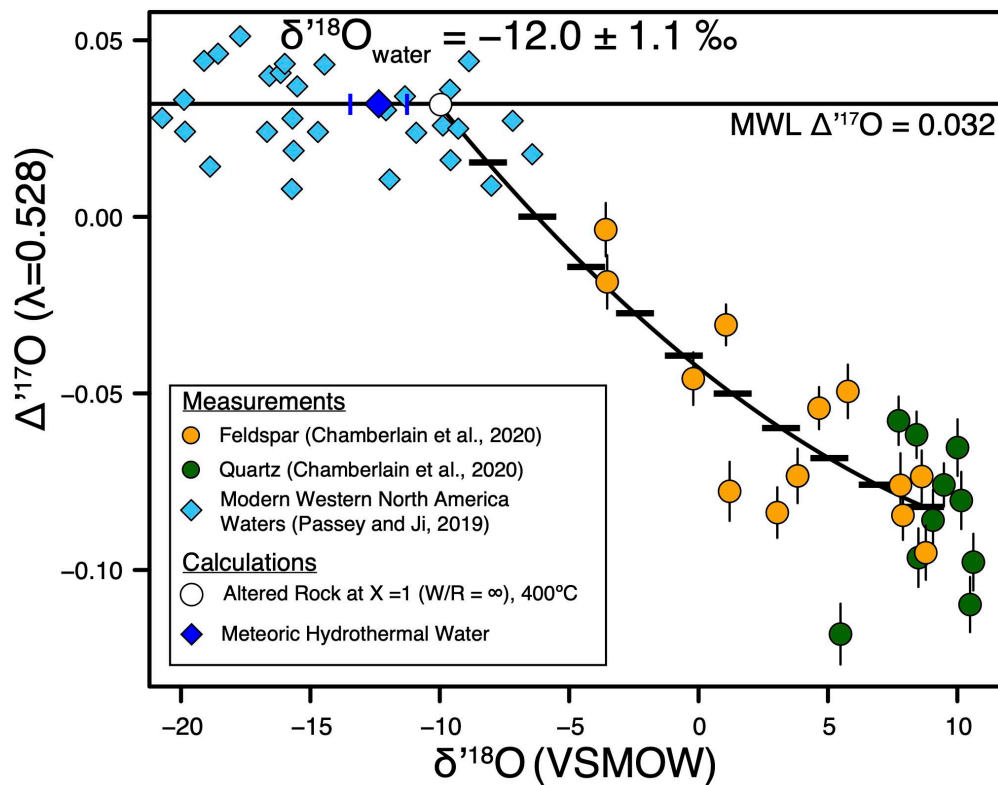 δ'¹⁸Owater = −12.0 ± 1.1 ‰
MWL Δ'¹⁷O = 0.032
Δ'¹⁷O (λ=0.528)
0.05
0.00
−0.05
−0.10
Measurements
Feldspar (Chamberlain et al., 2020)
Quartz (Chamberlain et al., 2020)
Modern Western North America
Waters (Passey and Ji, 2019)
Calculations
Altered Rock at X =1 (W/R = ∞), 400ºC
Meteoric Hydrothermal Water
−20 −15 −10 −5 0 5 10
δ'¹⁸O (VSMOW)